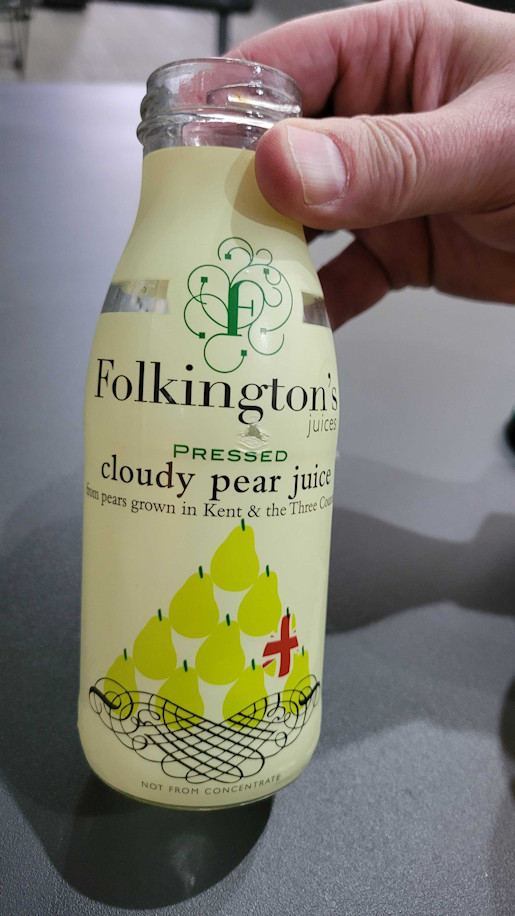 F
Folkington's
juices
PRESSED
cloudy pear juice
from pears grown in Kent & the Three
NOT FROM CONCENTRATE